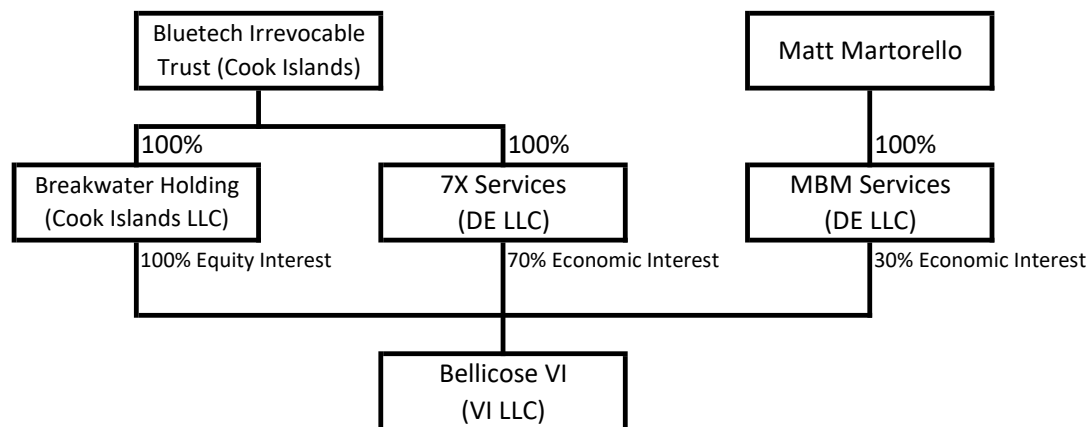 Bluetech Irrevocable
Trust (Cook Islands)
Matt Martorello
100%
100%
100%
Breakwater Holding
(Cook Islands LLC)
7X Services
(DE LLC)
MBM Services
(DE LLC)
100% Equity Interest
70% Economic Interest
30% Economic Interest
Bellicose VI
(VI LLC)